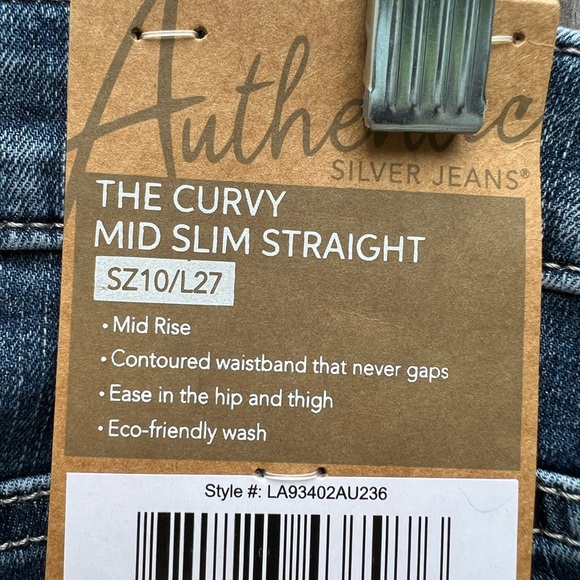 Authentic
SILVER JEANS®
THE CURVY
MID SLIM STRAIGHT
SZ10/L27
• Mid Rise
• Contoured waistband that never gaps
• Ease in the hip and thigh
• Eco-friendly wash
Style #: LA93402AU236